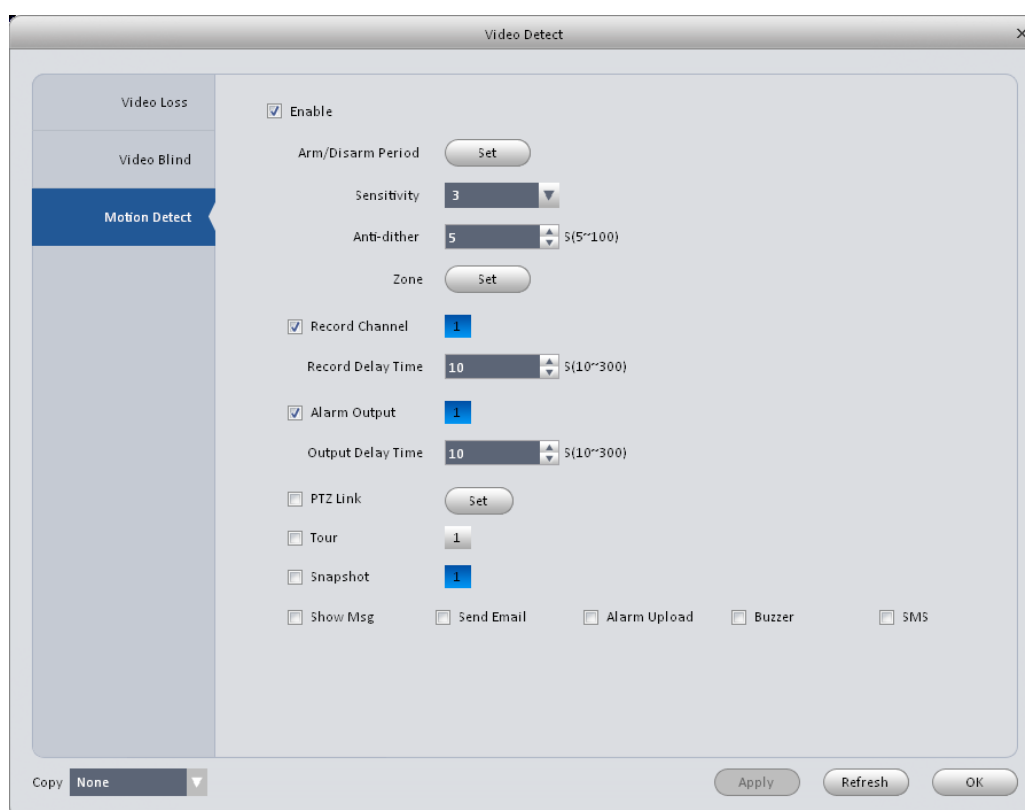 Video Detect
Video Loss
Video Blind
Motion Detect
Enable
Arm/Disarm Period Set
Sensitivity 3
Anti-dither 5 S(5~100)
Zone Set
Record Channel 1
Record Delay Time 10 S(10~300)
Alarm Output 1
Output Delay Time 10 S(10~300)
PTZ Link Set
Tour 1
Snapshot 1
Show Msg Send Email Alarm Upload Buzzer SMS
Copy None Apply Refresh OK